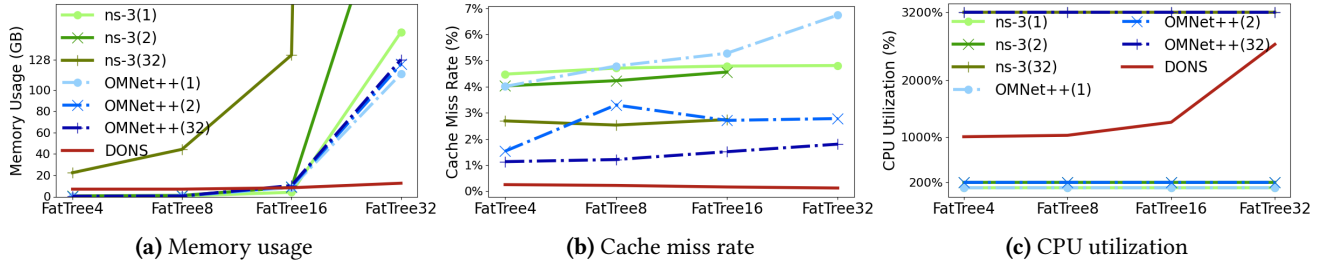 Memory Usage (GB)
128
100
80
60
40
20
0
ns-3(1)
ns-3(2)
ns-3(32)
OMNet++(1)
OMNet++(2)
OMNet++(32)
DONS
FatTree4 FatTree8 FatTree16 FatTree32
(a) Memory usage
Cache Miss Rate (%)
7%
6%
5%
4%
3%
2%
1%
0%
FatTree4 FatTree8 FatTree16 FatTree32
(b) Cache miss rate
CPU Utilization (%)
3200%
2000%
1000%
200%
ns-3(1)
ns-3(2)
ns-3(32)
OMNet++(1)
OMNet++(2)
OMNet++(32)
DONS
FatTree4 FatTree8 FatTree16 FatTree32
(c) CPU utilization